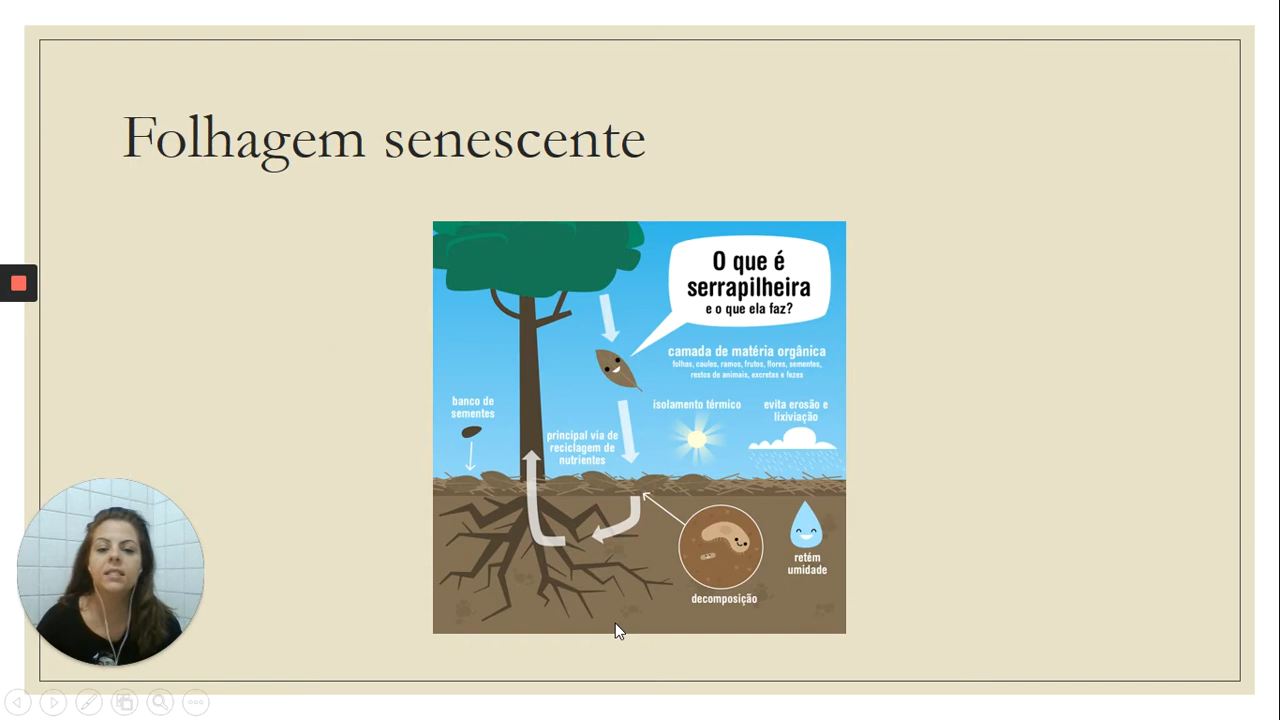 Folhagem senescente
O que é
serrapilheira
e o que ela faz?
camada de matéria orgânica
folhas, caules, ramos, frutos, flores, sementes,
restos de animais, excretas e fezes
banco de
sementes
isolamento térmico
evita erosão e
lixiviação
principal via de
reciclagem de
nutrientes
retém
umidade
decomposição